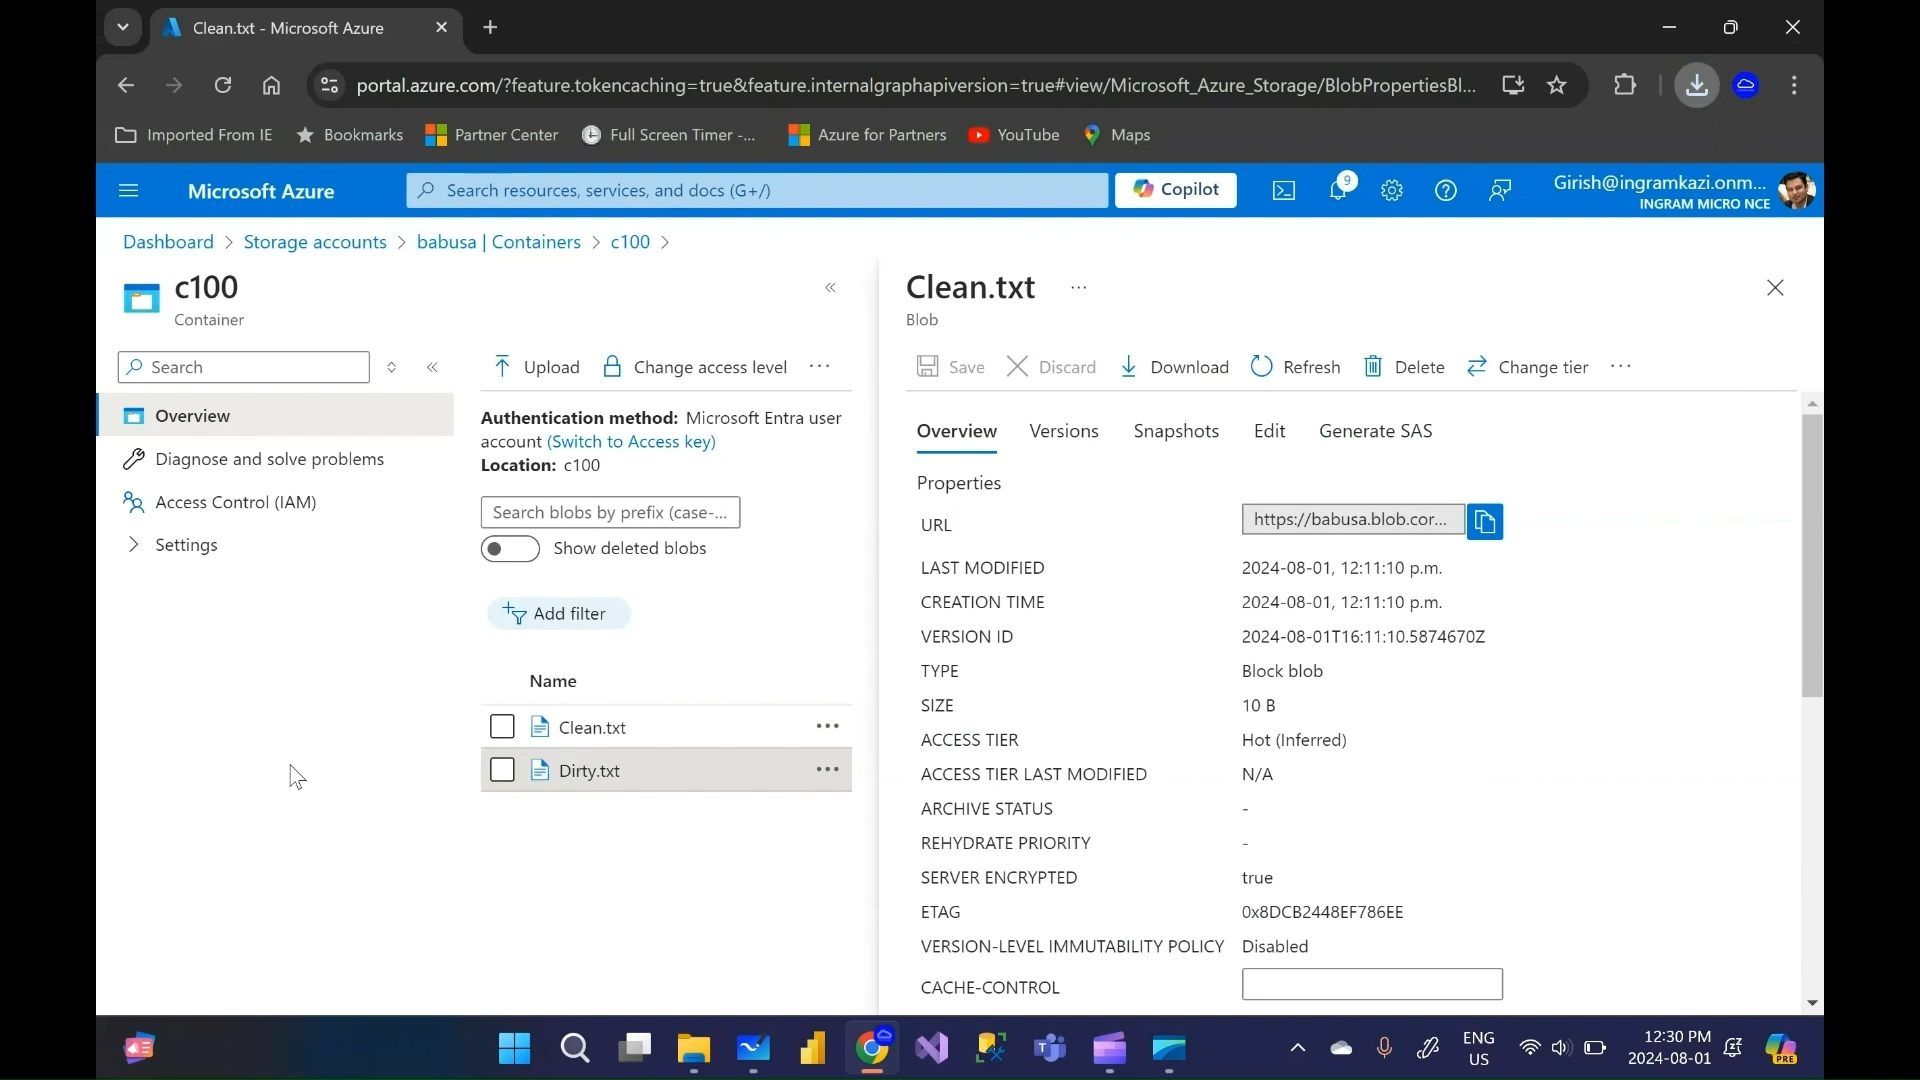 Clean.txt - Microsoft Azure
portal.azure.com/?feature.tokencaching=true&feature.internalgraphapiversion=true#view/Microsoft_Azure_Storage/BlobPropertiesBl...
Imported From IE
Bookmarks
Partner Center
Full Screen Timer -...
Azure for Partners
YouTube
Maps
Microsoft Azure
Search resources, services, and docs (G+/)
Copilot
9
Girish@ingramkazi.onm...
INGRAM MICRO NCE
Dashboard > Storage accounts > babusa | Containers > c100 >
c100
Container
Search
Overview
Diagnose and solve problems
Access Control (IAM)
Settings
Upload
Change access level
Authentication method: Microsoft Entra user
account (Switch to Access key)
Location: c100
Search blobs by prefix (case-...
Show deleted blobs
Add filter
Name
Clean.txt
Dirty.txt
Clean.txt
Blob
Save
Discard
Download
Refresh
Delete
Change tier
Overview
Versions
Snapshots
Edit
Generate SAS
Properties
URL https://babusa.blob.cor...
LAST MODIFIED 2024-08-01, 12:11:10 p.m.
CREATION TIME 2024-08-01, 12:11:10 p.m.
VERSION ID 2024-08-01T16:11:10.5874670Z
TYPE Block blob
SIZE 10 B
ACCESS TIER Hot (Inferred)
ACCESS TIER LAST MODIFIED N/A
ARCHIVE STATUS -
REHYDRATE PRIORITY -
SERVER ENCRYPTED true
ETAG 0x8DCB2448EF786EE
VERSION-LEVEL IMMUTABILITY POLICY Disabled
CACHE-CONTROL
ENG
US
12:30 PM
2024-08-01
PRE